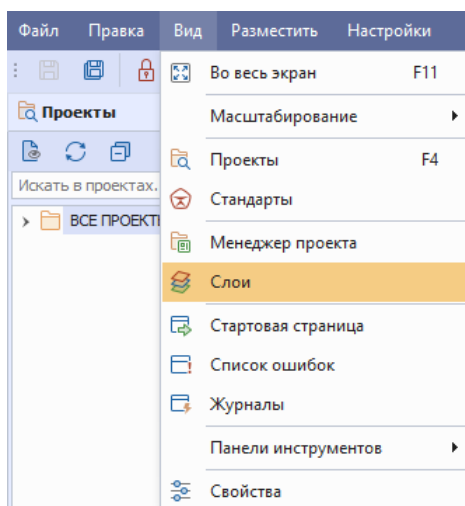 Файл Правка Вид Разместить Настройки
Во весь экран F11
Проекты
Масштабирование
Проекты F4
Искать в проектах.
Стандарты
ВСЕ ПРОЕКТ
Менеджер проекта
Слои
Стартовая страница
Список ошибок
Журналы
Панели инструментов
Свойства